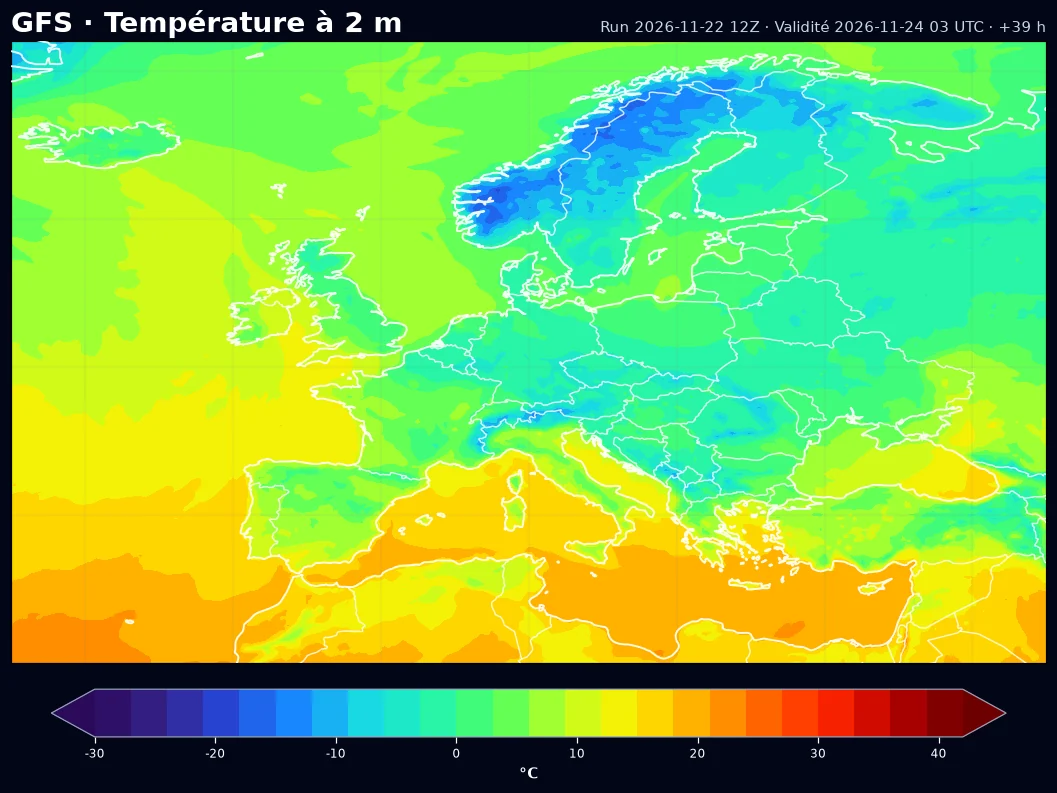 GFS · Température à 2 m
Run 2026-11-22 12Z · Validité 2026-11-24 03 UTC · +39 h
-30 -20 -10 0 10 20 30 40
°C